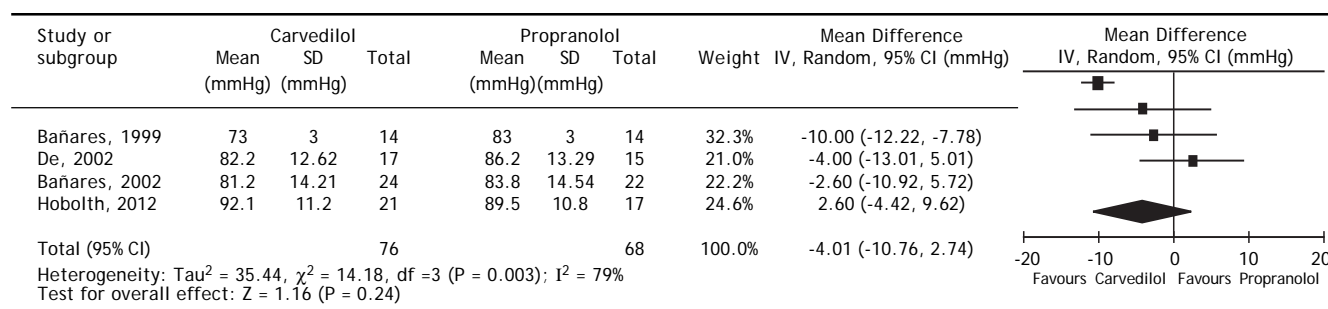 Study or Carvedilol Propranolol Mean Difference Mean Difference
subgroup Mean SD Total Mean SD Total Weight IV, Random, 95% CI (mmHg) IV, Random, 95% CI (mmHg)
(mmHg) (mmHg) (mmHg)(mmHg)
Bañares, 1999 73 3 14 83 3 14 32.3% -10.00 (-12.22, -7.78)
De, 2002 82.2 12.62 17 86.2 13.29 15 21.0% -4.00 (-13.01, 5.01)
Bañares, 2002 81.2 14.21 24 83.8 14.54 22 22.2% -2.60 (-10.92, 5.72)
Hobolth, 2012 92.1 11.2 21 89.5 10.8 17 24.6% 2.60 (-4.42, 9.62)
Total (95% CI) 76 68 100.0% -4.01 (-10.76, 2.74)
Heterogeneity: Tau² = 35.44, χ² = 14.18, df =3 (P = 0.003); I² = 79%
Test for overall effect: Z = 1.16 (P = 0.24)
-20 -10 0 10 20
Favours Carvedilol Favours Propranolol